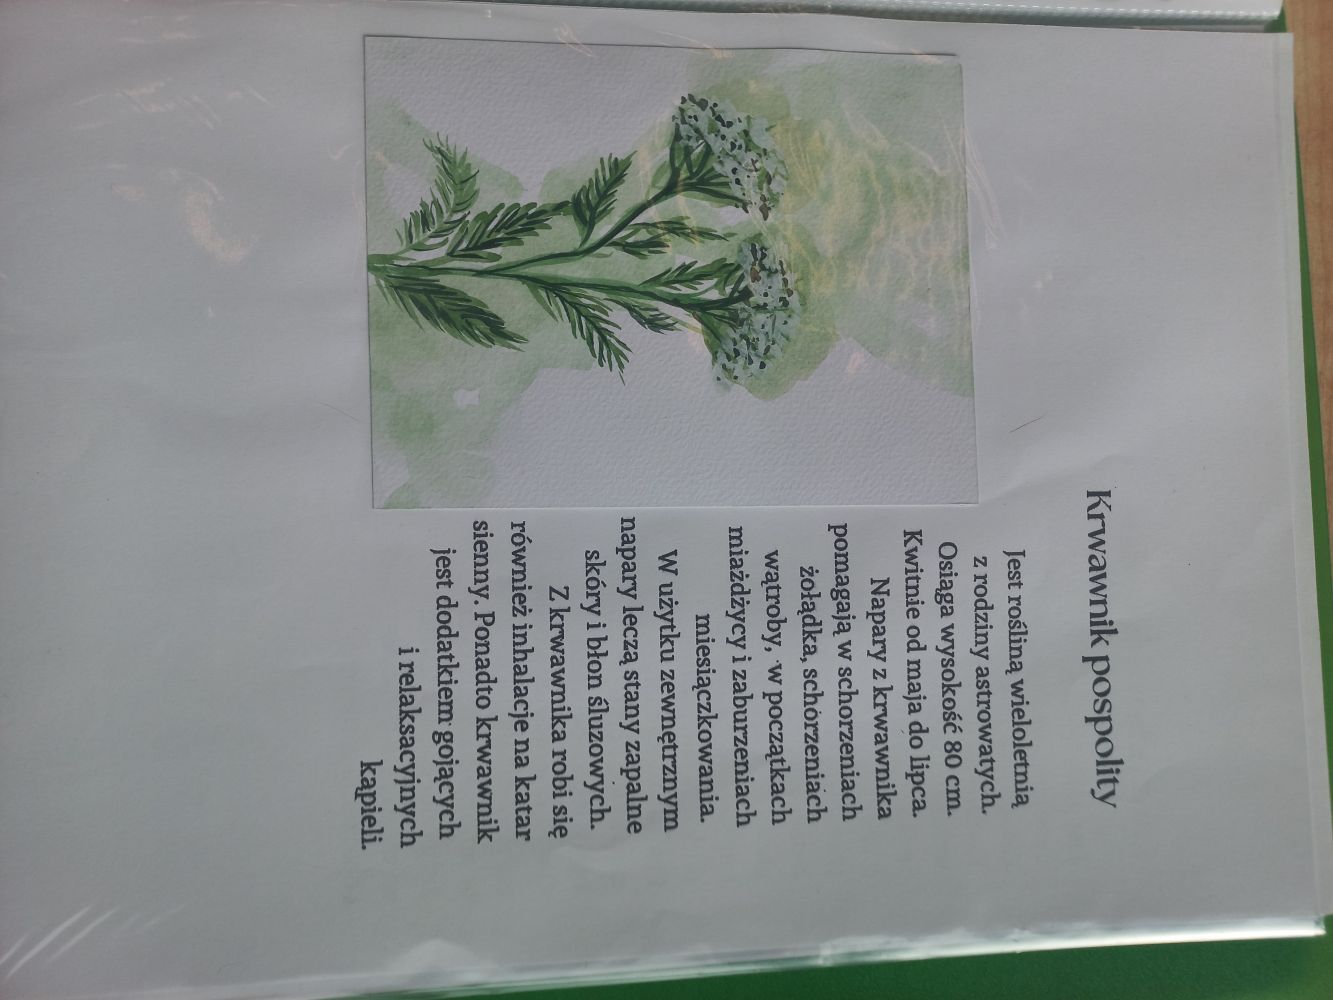 Krwawnik pospolity
Jest rośliną wieloletnią
z rodziny astrowatych.
Osiąga wysokość 80 cm.
Kwitnie od maja do lipca.
Napary z krwawnika
pomagają w schorzeniach
żołądka, schorzeniach
wątroby, w początkach
miażdżycy i zaburzeniach
miesiączkowania.
W użytku zewnętrznym
napary leczą stany zapalne
skóry i błon śluzowych.
Z krwawnika robi się
również inhalacje na katar
sienny. Ponadto krwawnik
jest dodatkiem gojących
i relaksacyjnych
kąpieli.